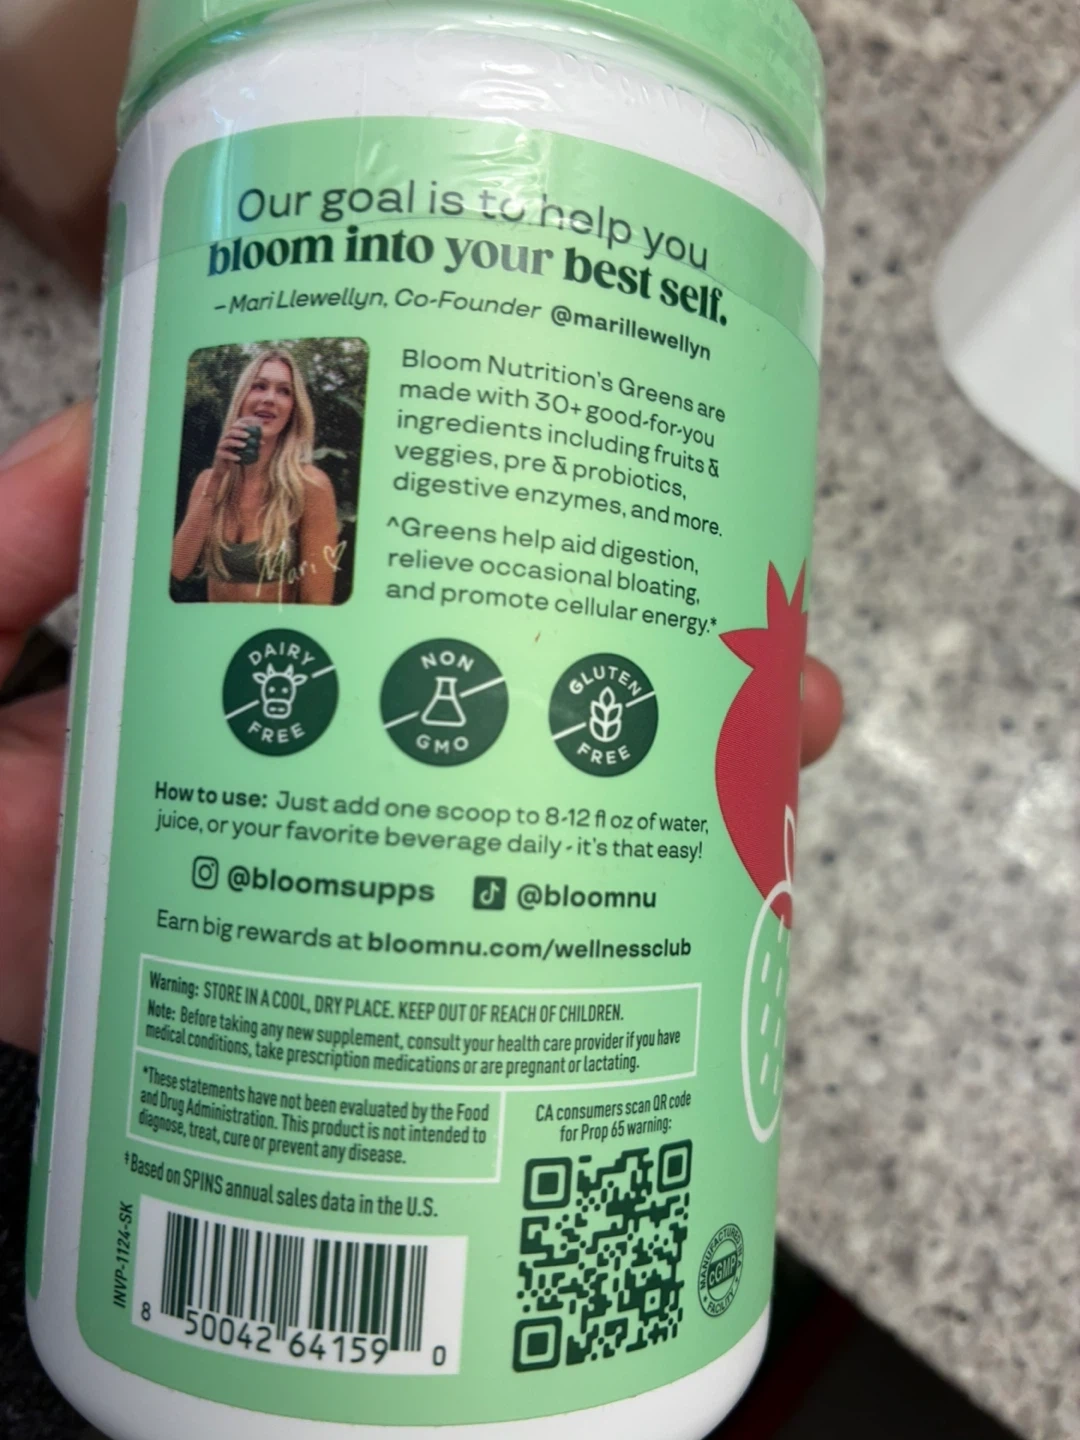 Our goal is to help you
bloom into your best self.
– Mari Llewellyn, Co-Founder @marillewellyn
Bloom Nutrition's Greens are
made with 30+ good-for-you
ingredients including fruits &
veggies, pre & probiotics,
digestive enzymes, and more.
^Greens help aid digestion,
relieve occasional bloating,
and promote cellular energy.*
Mari
DAIRY
FREE
NON
GMO
GLUTEN
FREE
How to use: Just add one scoop to 8-12 fl oz of water,
juice, or your favorite beverage daily - it's that easy!
@bloomsupps @bloomnu
Earn big rewards at bloomnu.com/wellnessclub
Warning: STORE IN A COOL, DRY PLACE. KEEP OUT OF REACH OF CHILDREN.
Note: Before taking any new supplement, consult your health care provider if you have
medical conditions, take prescription medications or are pregnant or lactating.
*These statements have not been evaluated by the Food
and Drug Administration. This product is not intended to
diagnose, treat, cure or prevent any disease.
CA consumers scan QR code
for Prop 65 warning:
‡Based on SPINS annual sales data in the U.S.
INVP-1124-SK
8 50042 64159 0
MANUFACTURED IN A
cGMP
FACILITY